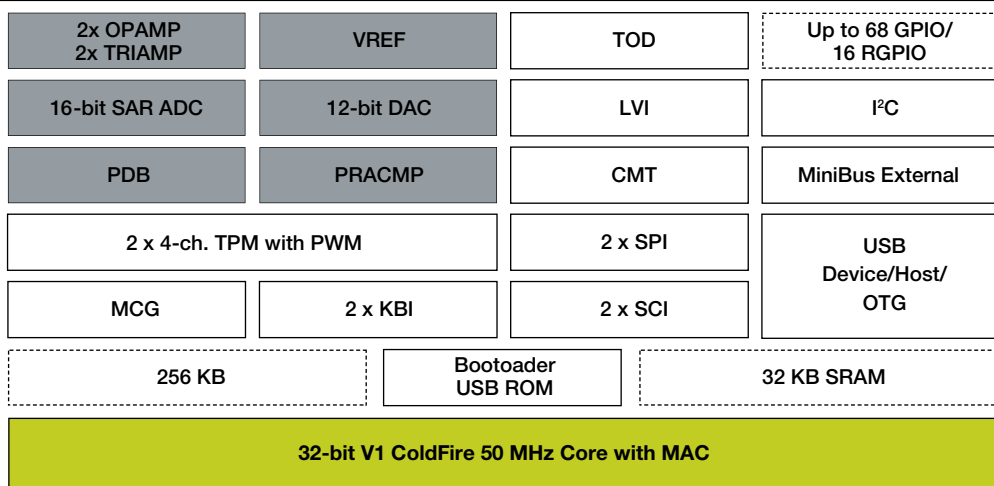 2x OPAMP
2x TRIAMP
VREF
TOD
Up to 68 GPIO/
16 RGPIO
16-bit SAR ADC
12-bit DAC
LVI
I²C
PDB
PRACMP
CMT
MiniBus External
2 x 4-ch. TPM with PWM
2 x SPI
USB
Device/Host/
OTG
MCG
2 x KBI
2 x SCI
256 KB
Bootoader
USB ROM
32 KB SRAM
32-bit V1 ColdFire 50 MHz Core with MAC